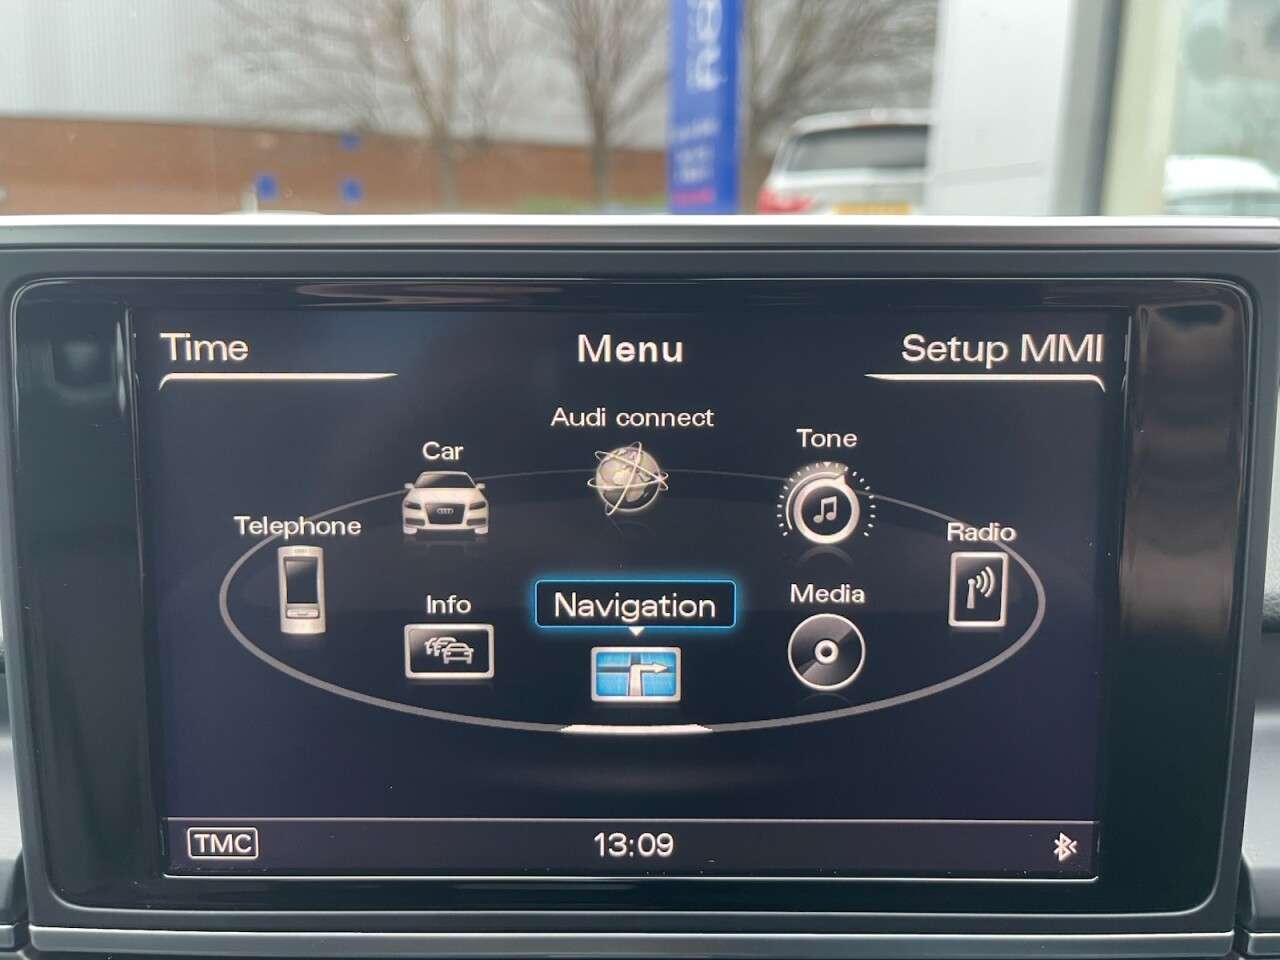 Time Menu Setup MMI
Audi connect
Car Tone
Telephone Radio
Info Navigation Media
TMC 13:09